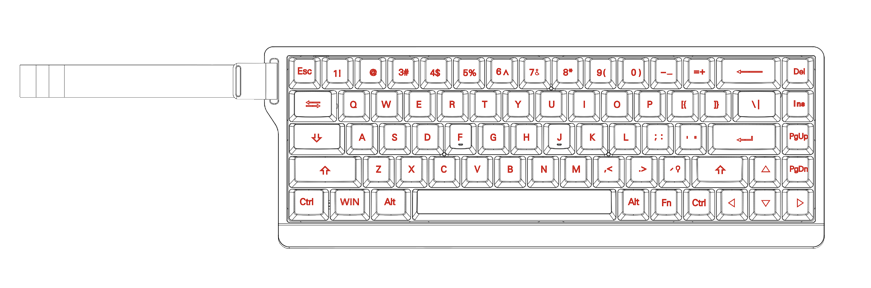 Esc 1! @ 3# 4$ 5% 6^ 7& 8* 9( 0) -_ =+ Del
Q W E R T Y U I O P [{ ]} \| Ins
A S D F G H J K L ;: '" PgUp
Z X C V B N M ,< .> /? PgDn
Ctrl WIN Alt Alt Fn Ctrl